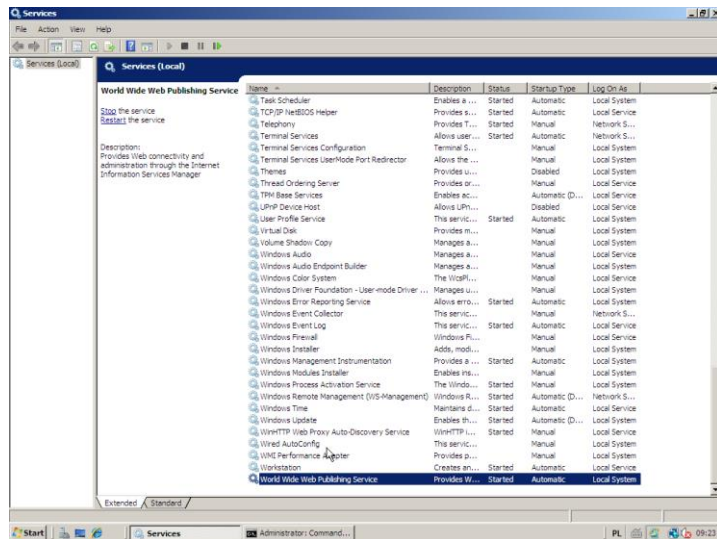 Services
File Action View Help
Services (Local)
Services (Local)
World Wide Web Publishing Service
Stop the service
Restart the service
Description:
Provides Web connectivity and
administration through the Internet
Information Services Manager
Name Description Status Startup Type Log On As
Task Scheduler Enables a ... Started Automatic Local System
TCP/IP NetBIOS Helper Provides s... Started Automatic Local Service
Telephony Provides T... Started Manual Network S...
Terminal Services Allows user... Started Automatic Network S...
Terminal Services Configuration Terminal S... Manual Local System
Terminal Services UserMode Port Redirector Allows the ... Manual Local System
Themes Provides u... Disabled Local System
Thread Ordering Server Provides or... Manual Local Service
TPM Base Services Enables ac... Automatic (D... Local Service
UPnP Device Host Allows UPn... Disabled Local Service
User Profile Service This servic... Started Automatic Local System
Virtual Disk Provides m... Manual Local System
Volume Shadow Copy Manages a... Manual Local System
Windows Audio Manages a... Manual Local Service
Windows Audio Endpoint Builder Manages a... Manual Local System
Windows Color System The WcsPl... Manual Local Service
Windows Driver Foundation - User-mode Driver ... Manages u... Manual Local System
Windows Error Reporting Service Allows erro... Started Automatic Local System
Windows Event Collector This servic... Manual Network S...
Windows Event Log This servic... Started Automatic Local Service
Windows Firewall Windows Fi... Manual Local Service
Windows Installer Adds, modi... Manual Local System
Windows Management Instrumentation Provides a ... Started Automatic Local System
Windows Modules Installer Enables ins... Manual Local System
Windows Process Activation Service The Windo... Started Manual Local System
Windows Remote Management (WS-Management) Windows R... Started Automatic (D... Network S...
Windows Time Maintains d... Started Automatic Local Service
Windows Update Enables th... Started Automatic (D... Local System
WinHTTP Web Proxy Auto-Discovery Service WinHTTP i... Started Manual Local Service
Wired AutoConfig This servic... Manual Local System
WMI Performance Adapter Provides p... Manual Local System
Workstation Creates an... Started Automatic Local Service
World Wide Web Publishing Service Provides W... Started Automatic Local System
Extended Standard
Start Services Administrator: Command... PL 09:23